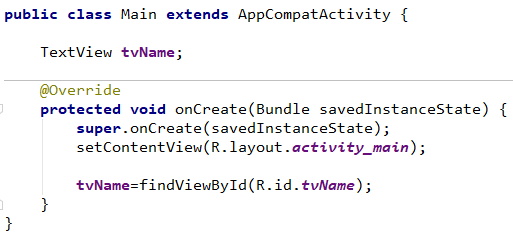 public class Main extends AppCompatActivity {
TextView tvName;
@Override
protected void onCreate(Bundle savedInstanceState) {
super.onCreate(savedInstanceState);
setContentView(R.layout.activity_main);
tvName=findViewById(R.id.tvName);
}
}